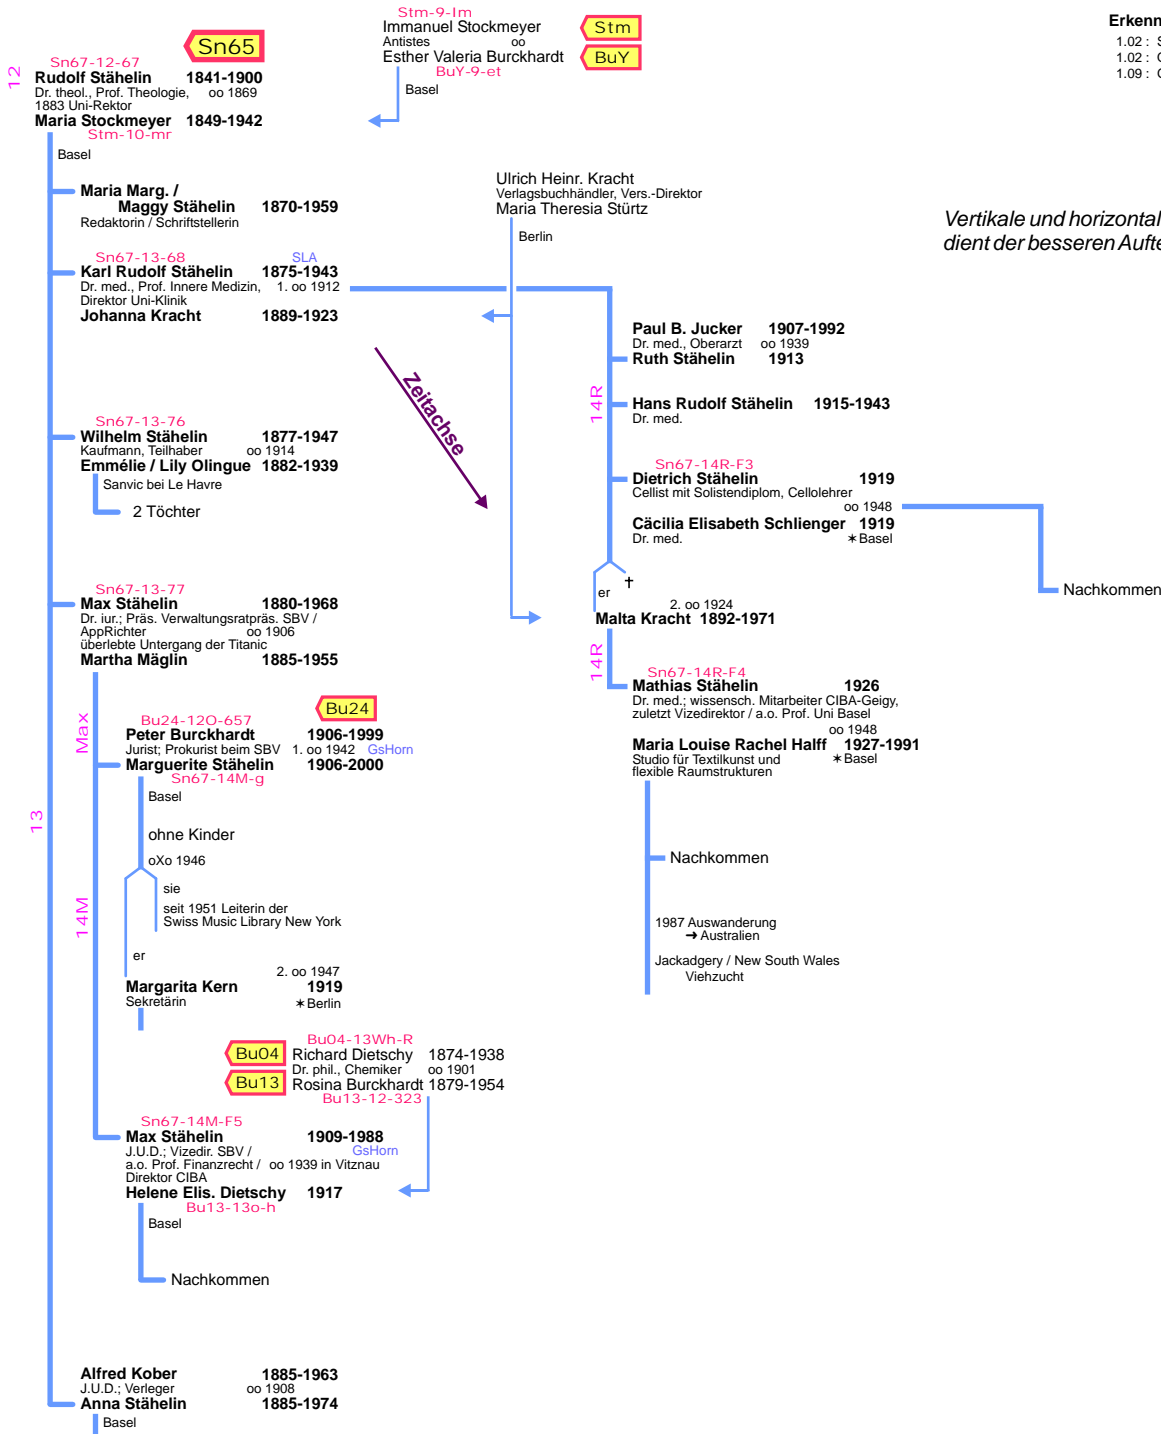 Stm-9-Im
Immanuel Stockmeyer
Antistes oo
Esther Valeria Burckhardt
BuY-9-et
Basel
Stm
BuY
Erkenn
1.02 : S
1.02 : G
1.09 : G
Sn65
12
Sn67-12-67
Rudolf Stähelin 1841-1900
Dr. theol., Prof. Theologie, oo 1869
1883 Uni-Rektor
Maria Stockmeyer 1849-1942
Stm-10-mr
Basel
Maria Marg. /
Maggy Stähelin 1870-1959
Redaktorin / Schriftstellerin
Ulrich Heinr. Kracht
Verlagsbuchhändler, Vers.-Direktor
Maria Theresia Stürtz
Berlin
Vertikale und horizontal
dient der besseren Aufte
Sn67-13-68 SLA
Karl Rudolf Stähelin 1875-1943
Dr. med., Prof. Innere Medizin, 1. oo 1912
Direktor Uni-Klinik
Johanna Kracht 1889-1923
Zeitachse
14R
Paul B. Jucker 1907-1992
Dr. med., Oberarzt oo 1939
Ruth Stähelin 1913
Hans Rudolf Stähelin 1915-1943
Dr. med.
Sn67-14R-F3
Dietrich Stähelin 1919
Cellist mit Solistendiplom, Cellolehrer
oo 1948
Cäcilia Elisabeth Schlienger 1919
Dr. med. ✶Basel
Nachkommen
er †
2. oo 1924
Malta Kracht 1892-1971
14R
Sn67-14R-F4
Mathias Stähelin 1926
Dr. med.; wissensch. Mitarbeiter CIBA-Geigy,
zuletzt Vizedirektor / a.o. Prof. Uni Basel
oo 1948
Maria Louise Rachel Halff 1927-1991
Studio für Textilkunst und ✶Basel
flexible Raumstrukturen
Nachkommen
1987 Auswanderung
➔ Australien
Jackadgery / New South Wales
Viehzucht
Sn67-13-76
Wilhelm Stähelin 1877-1947
Kaufmann, Teilhaber oo 1914
Emmélie / Lily Olingue 1882-1939
Sanvic bei Le Havre
2 Töchter
Sn67-13-77
Max Stähelin 1880-1968
Dr. iur.; Präs. Verwaltungsratpräs. SBV /
AppRichter oo 1906
überlebte Untergang der Titanic
Martha Mäglin 1885-1955
Max
13
14M
Bu24
Bu24-12O-657
Peter Burckhardt 1906-1999
Jurist; Prokurist beim SBV 1. oo 1942 GsHorn
Marguerite Stähelin 1906-2000
Sn67-14M-g
Basel
ohne Kinder
oXo 1946
sie
seit 1951 Leiterin der
Swiss Music Library New York
er
2. oo 1947
Margarita Kern 1919
Sekretärin ✶Berlin
Bu04-13Wh-R
Bu04 Richard Dietschy 1874-1938
Dr. phil., Chemiker oo 1901
Bu13 Rosina Burckhardt 1879-1954
Bu13-12-323
Sn67-14M-F5
Max Stähelin 1909-1988
J.U.D.; Vizedir. SBV / GsHorn
a.o. Prof. Finanzrecht / oo 1939 in Vitznau
Direktor CIBA
Helene Elis. Dietschy 1917
Bu13-13o-h
Basel
Nachkommen
Alfred Kober 1885-1963
J.U.D.; Verleger oo 1908
Anna Stähelin 1885-1974
Basel